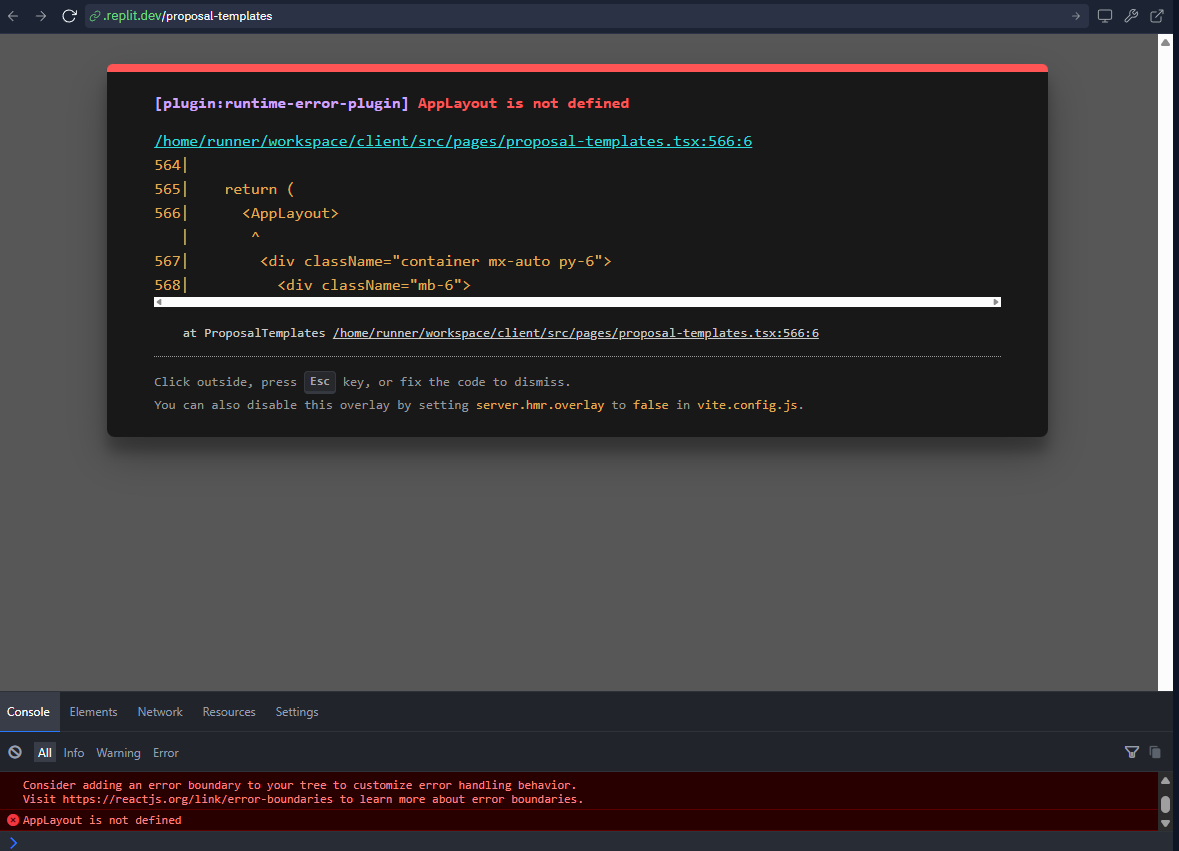 .replit.dev/proposal-templates
[plugin:runtime-error-plugin] AppLayout is not defined
/home/runner/workspace/client/src/pages/proposal-templates.tsx:566:6
564|
565|    return (
566|      <AppLayout>
   |       ^
567|        <div className="container mx-auto py-6">
568|          <div className="mb-6">
at ProposalTemplates /home/runner/workspace/client/src/pages/proposal-templates.tsx:566:6
Click outside, press Esc key, or fix the code to dismiss.
You can also disable this overlay by setting server.hmr.overlay to false in vite.config.js.
Console Elements Network Resources Settings
All Info Warning Error
Consider adding an error boundary to your tree to customize error handling behavior.
Visit https://reactjs.org/link/error-boundaries to learn more about error boundaries.
AppLayout is not defined